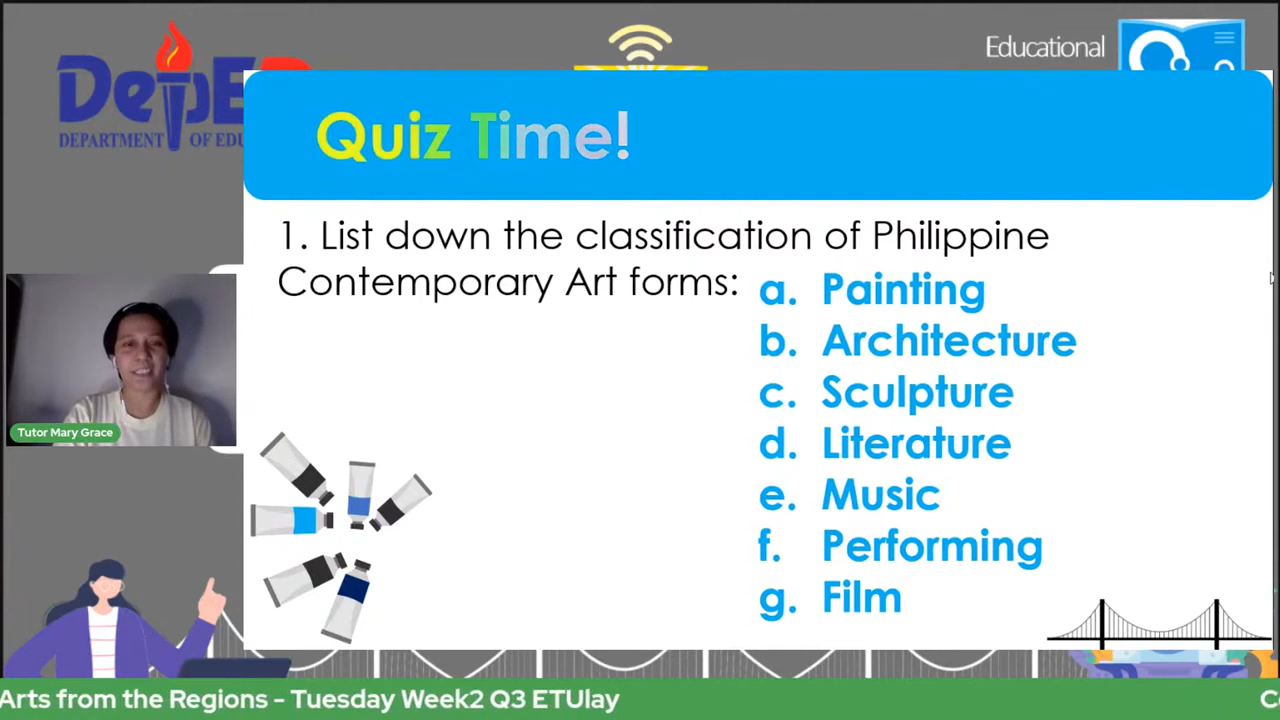 Educational
DepED
DEPARTMENT OF EDU
Quiz Time!
1. List down the classification of Philippine
Contemporary Art forms:
a. Painting
b. Architecture
c. Sculpture
d. Literature
e. Music
f. Performing
g. Film
Tutor Mary Grace
Arts from the Regions - Tuesday Week2 Q3 ETUlay